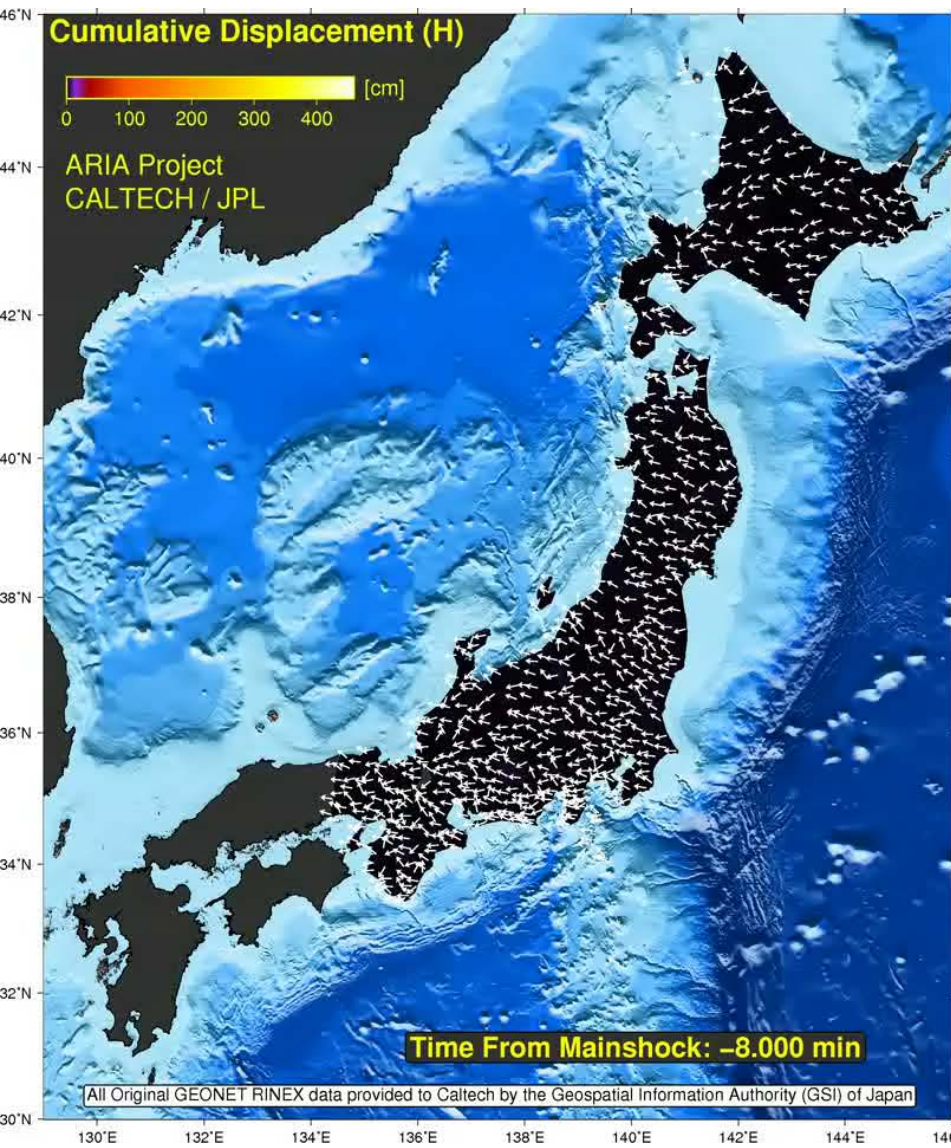 46°N
Cumulative Displacement (H)
[cm]
0 100 200 300 400
ARIA Project
CALTECH / JPL
44°N
42°N
40°N
38°N
36°N
34°N
32°N
Time From Mainshock: −8.000 min
All Original GEONET RINEX data provided to Caltech by the Geospatial Information Authority (GSI) of Japan
30°N
130°E 132°E 134°E 136°E 138°E 140°E 142°E 144°E